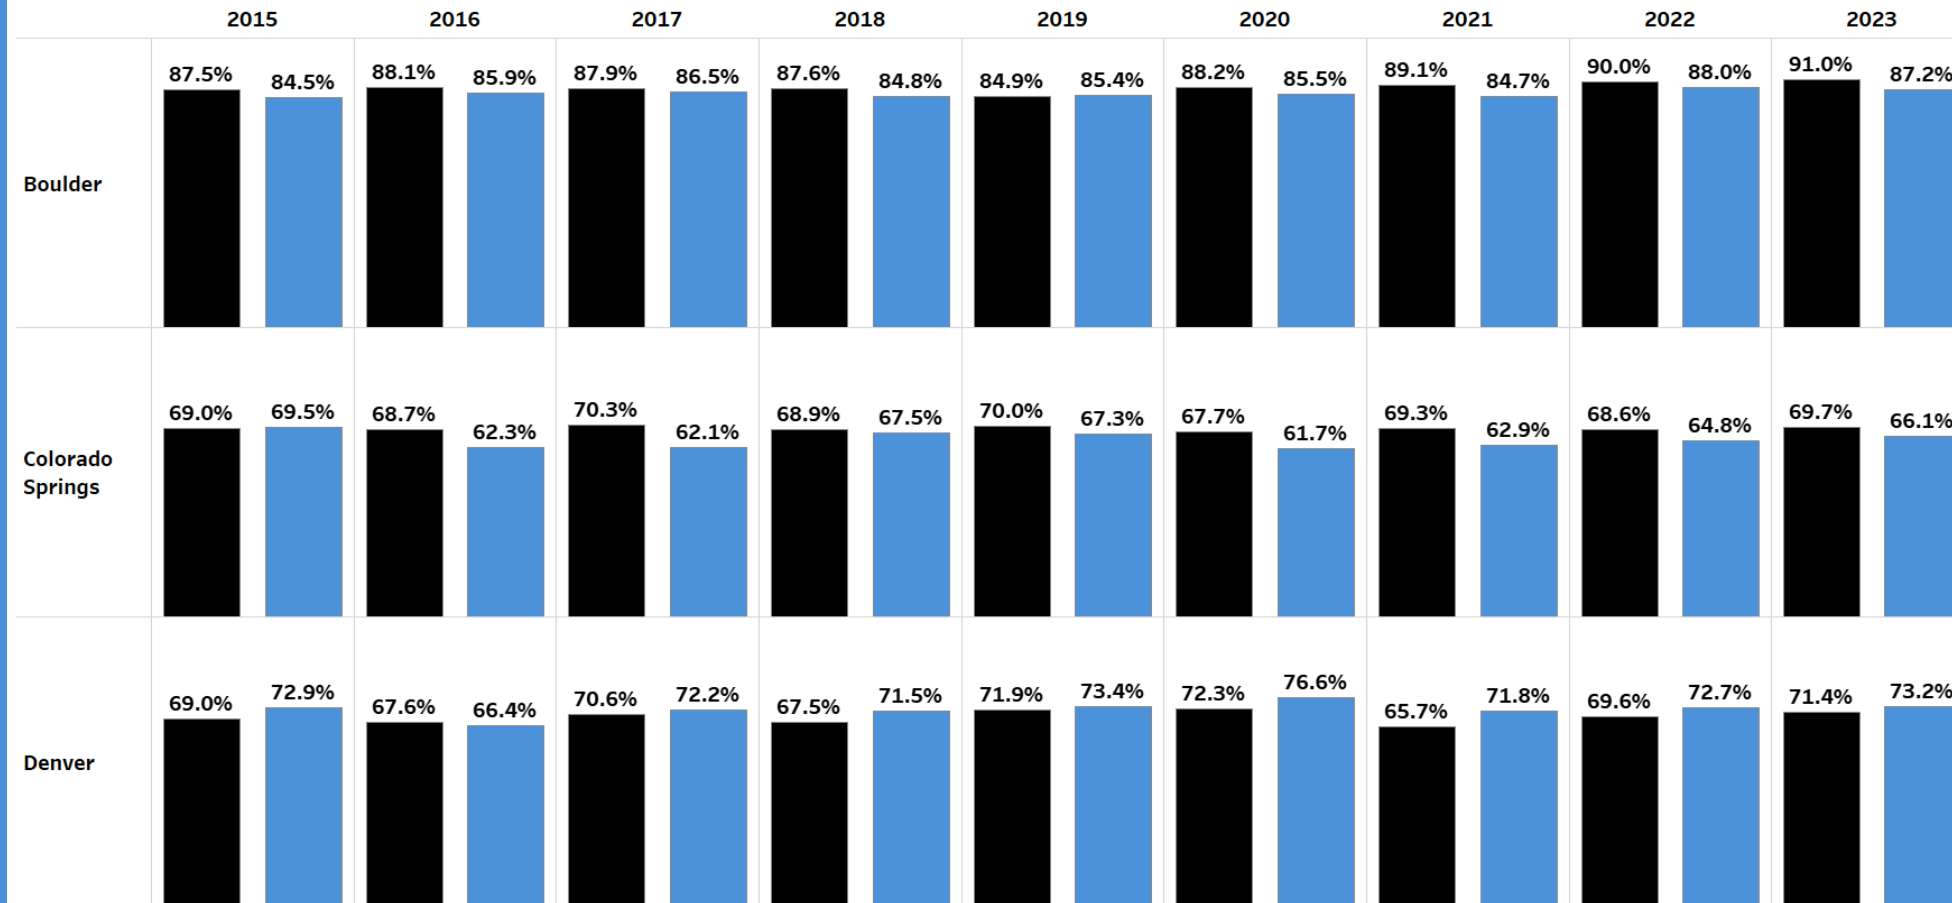 2015 2016 2017 2018 2019 2020 2021 2022 2023
87.5% 84.5% 88.1% 85.9% 87.9% 86.5% 87.6% 84.8% 84.9% 85.4% 88.2% 85.5% 89.1% 84.7% 90.0% 88.0% 91.0% 87.2%
Boulder
69.0% 69.5% 68.7% 62.3% 70.3% 62.1% 68.9% 67.5% 70.0% 67.3% 67.7% 61.7% 69.3% 62.9% 68.6% 64.8% 69.7% 66.1%
Colorado
Springs
69.0% 72.9% 67.6% 66.4% 70.6% 72.2% 67.5% 71.5% 71.9% 73.4% 72.3% 76.6% 65.7% 71.8% 69.6% 72.7% 71.4% 73.2%
Denver